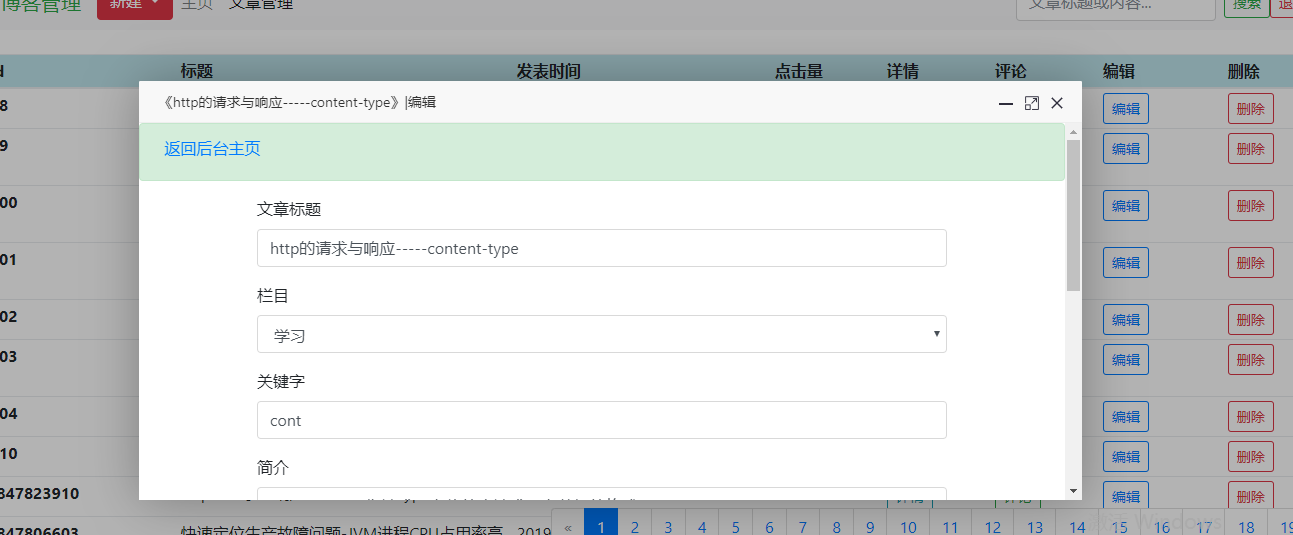 博客管理 新建 主页 文章管理 文章标题或内容... 搜索
标题 发表时间 点击量 详情 评论 编辑 删除
《http的请求与响应-----content-type》|编辑
返回后台主页
文章标题
http的请求与响应-----content-type
栏目
学习
关键字
cont
简介
8 编辑 删除
9 编辑 删除
00 编辑 删除
01 编辑 删除
02 编辑 删除
03 编辑 删除
04 编辑 删除
10 编辑 删除
847823910 详情 评论 编辑 删除
847806603 快速定位生产故障问题-JVM进程CPU占用率高 2019
« 1 2 3 4 5 6 7 8 9 10 11 12 13 14 15 16 17 18 19
Windows